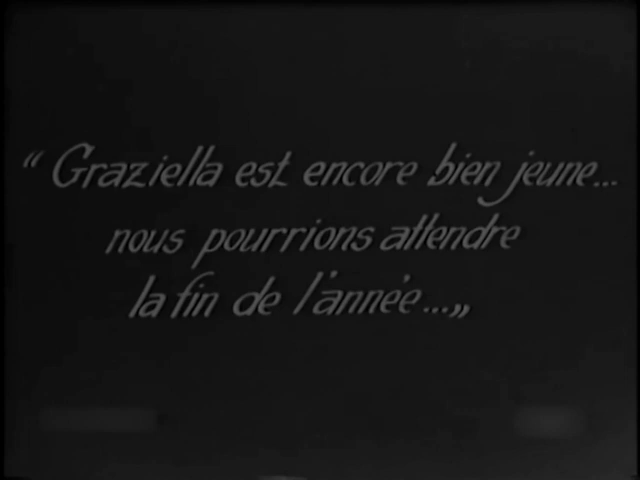 “Graziella est encore bien jeune...
nous pourrions attendre
la fin de l'année...„